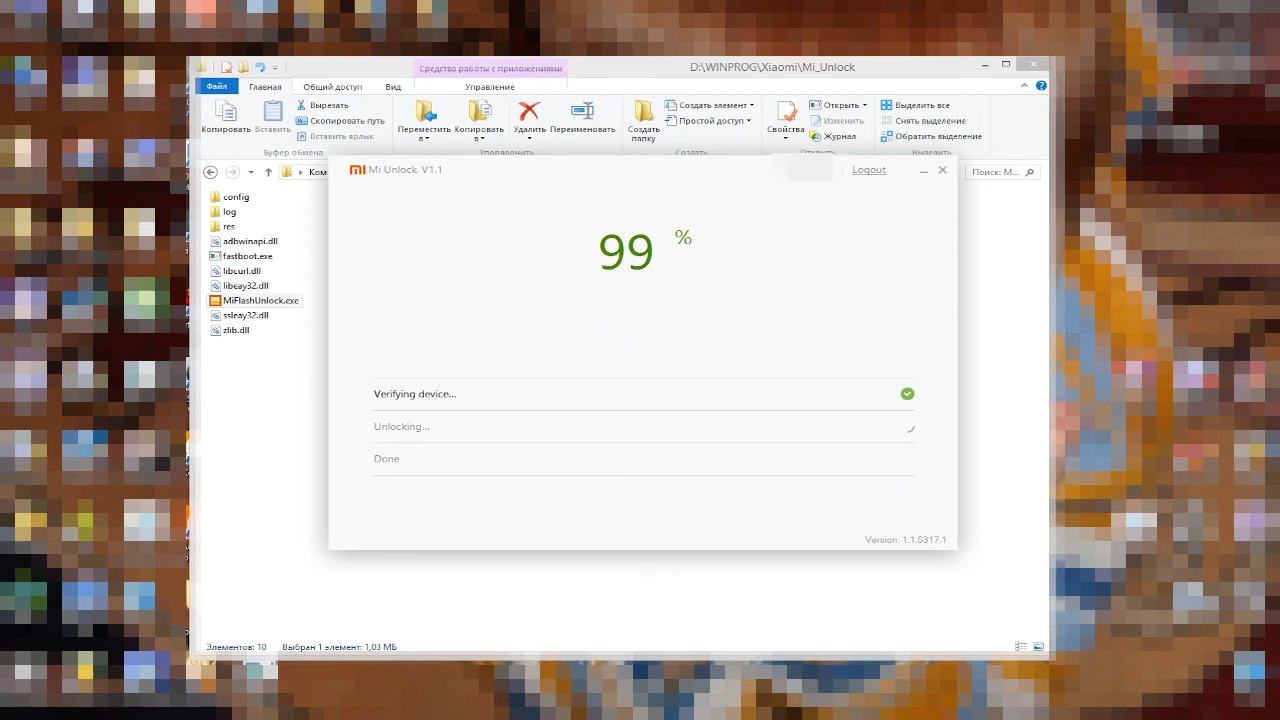 Средства работы с приложениями
D:\WINPROG\Xiaomi\Mi_Unlock
Файл Главная Общий доступ Вид Управление
Копировать
Вставить
Вырезать
Скопировать путь
Вставить ярлык
Переместить в
Копировать в
Удалить
Переименовать
Создать папку
Создать элемент
Простой доступ
Свойства
Открыть
Изменить
Журнал
Выделить все
Снять выделение
Обратить выделение
Буфер обмена
Упорядочить
Создать
Открыть
Выделить
Ком
Поиск: М...
config
log
res
adbwinapi.dll
fastboot.exe
libcurl.dll
libeay32.dll
MiFlashUnlock.exe
ssleay32.dll
zlib.dll
Mi Unlock V1.1
Logout
99 %
Verifying device...
Unlocking...
Done
Version: 1.1.0317.1
Элементов: 10 Выбран 1 элемент: 1,03 МБ